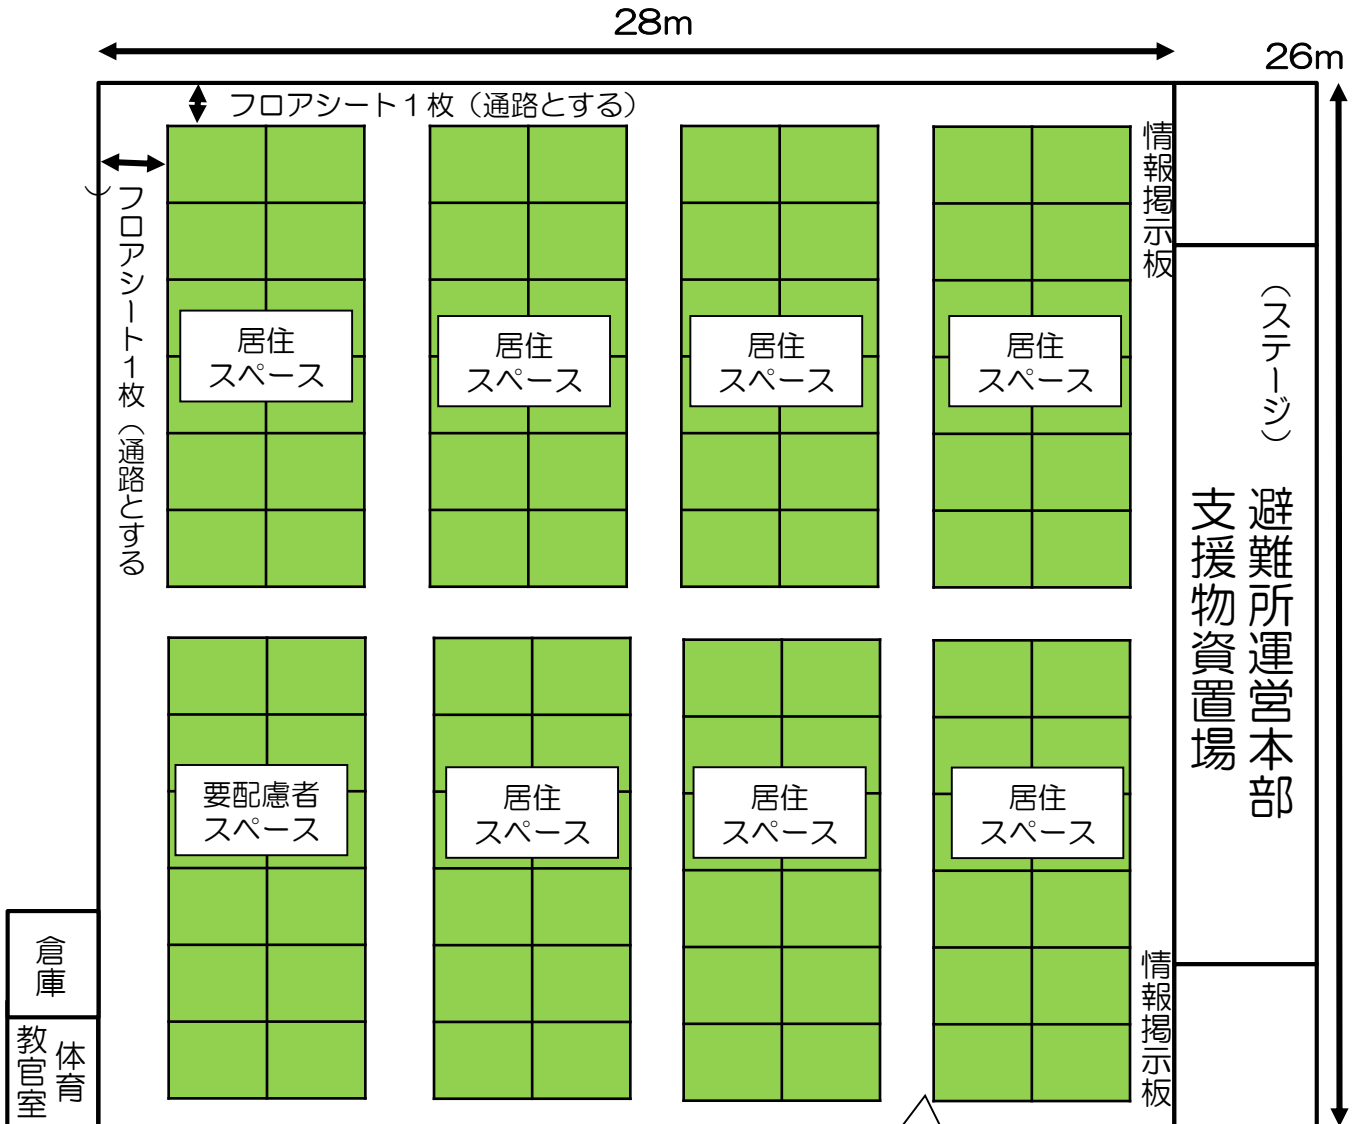 28m
26m
フロアシート１枚（通路とする）
フロアシート１枚（通路とする）
情報掲示板
居住
スペース
居住
スペース
居住
スペース
居住
スペース
（ステージ）
避難所運営本部
支援物資置場
要配慮者
スペース
居住
スペース
居住
スペース
居住
スペース
倉庫
体育
教官室
情報掲示板